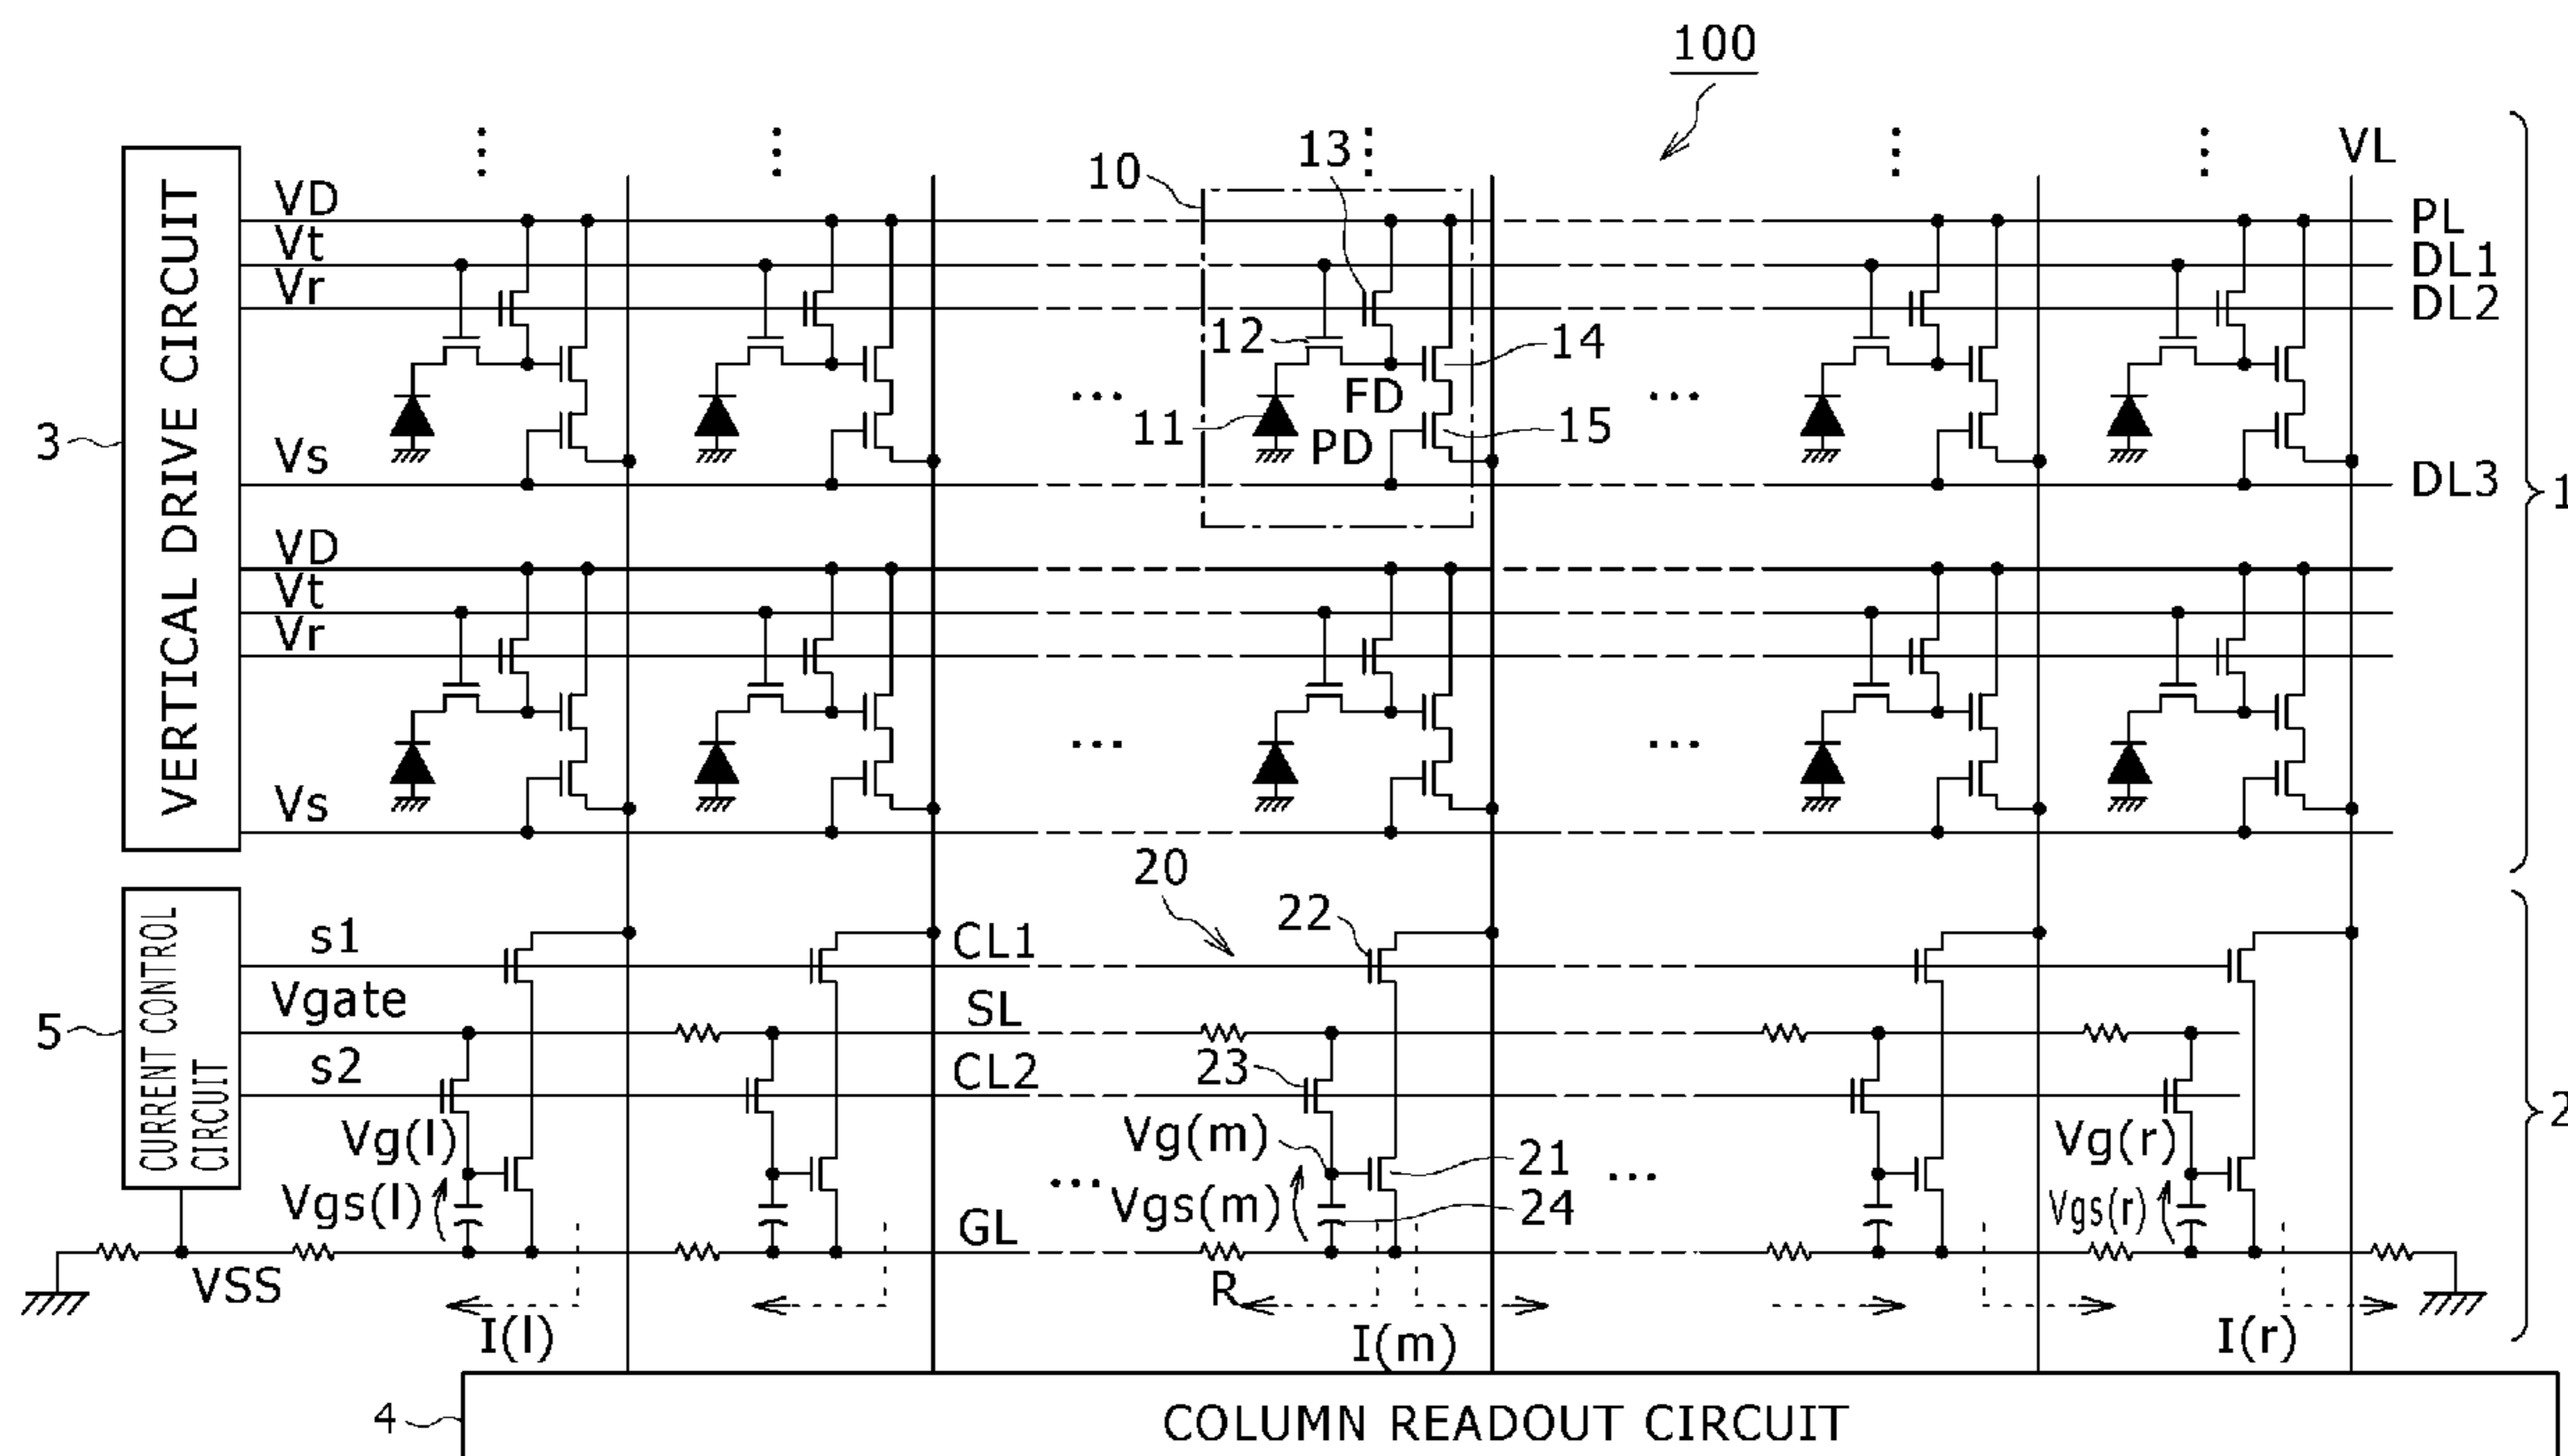 100
13
VL
10
VD
Vt
Vr
PL
DL1
DL2
12
14
FD
11
PD
15
3
VERTICAL DRIVE CIRCUIT
Vs
DL3
1
VD
Vt
Vr
Vs
20
22
s1
CL1
Vgate
SL
5
CURRENT CONTROL
CIRCUIT
s2
CL2
23
2
Vg(l)
Vg(m)
21
Vg(r)
Vgs(l)
Vgs(m)
24
Vgs(r)
GL
VSS
R
I(l)
I(m)
I(r)
4
COLUMN READOUT CIRCUIT